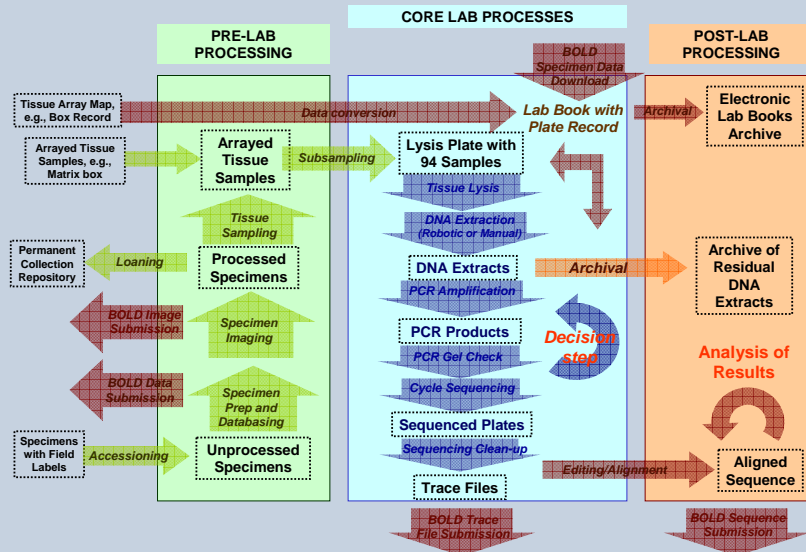 PRE-LAB
PROCESSING
CORE LAB PROCESSES
POST-LAB
PROCESSING
BOLD
Specimen Data
Download
Tissue Array Map,
e.g., Box Record
Data conversion
Lab Book with
Plate Record
Archival
Electronic
Lab Books
Archive
Arrayed Tissue
Samples, e.g.,
Matrix box
Arrayed
Tissue
Samples
Subsampling
Lysis Plate with
94 Samples
Tissue Lysis
Tissue
Sampling
DNA Extraction
(Robotic or Manual)
Permanent
Collection
Repository
Loaning
Processed
Specimens
DNA Extracts
Archival
Archive of
Residual
DNA
Extracts
PCR Amplification
BOLD Image
Submission
Specimen
Imaging
PCR Products
Decision
step
PCR Gel Check
Analysis of
Results
BOLD Data
Submission
Specimen
Prep and
Databasing
Cycle Sequencing
Sequenced Plates
Specimens
with Field
Labels
Accessioning
Unprocessed
Specimens
Sequencing Clean-up
Editing/Alignment
Aligned
Sequence
Trace Files
BOLD Trace
File Submission
BOLD Sequence
Submission